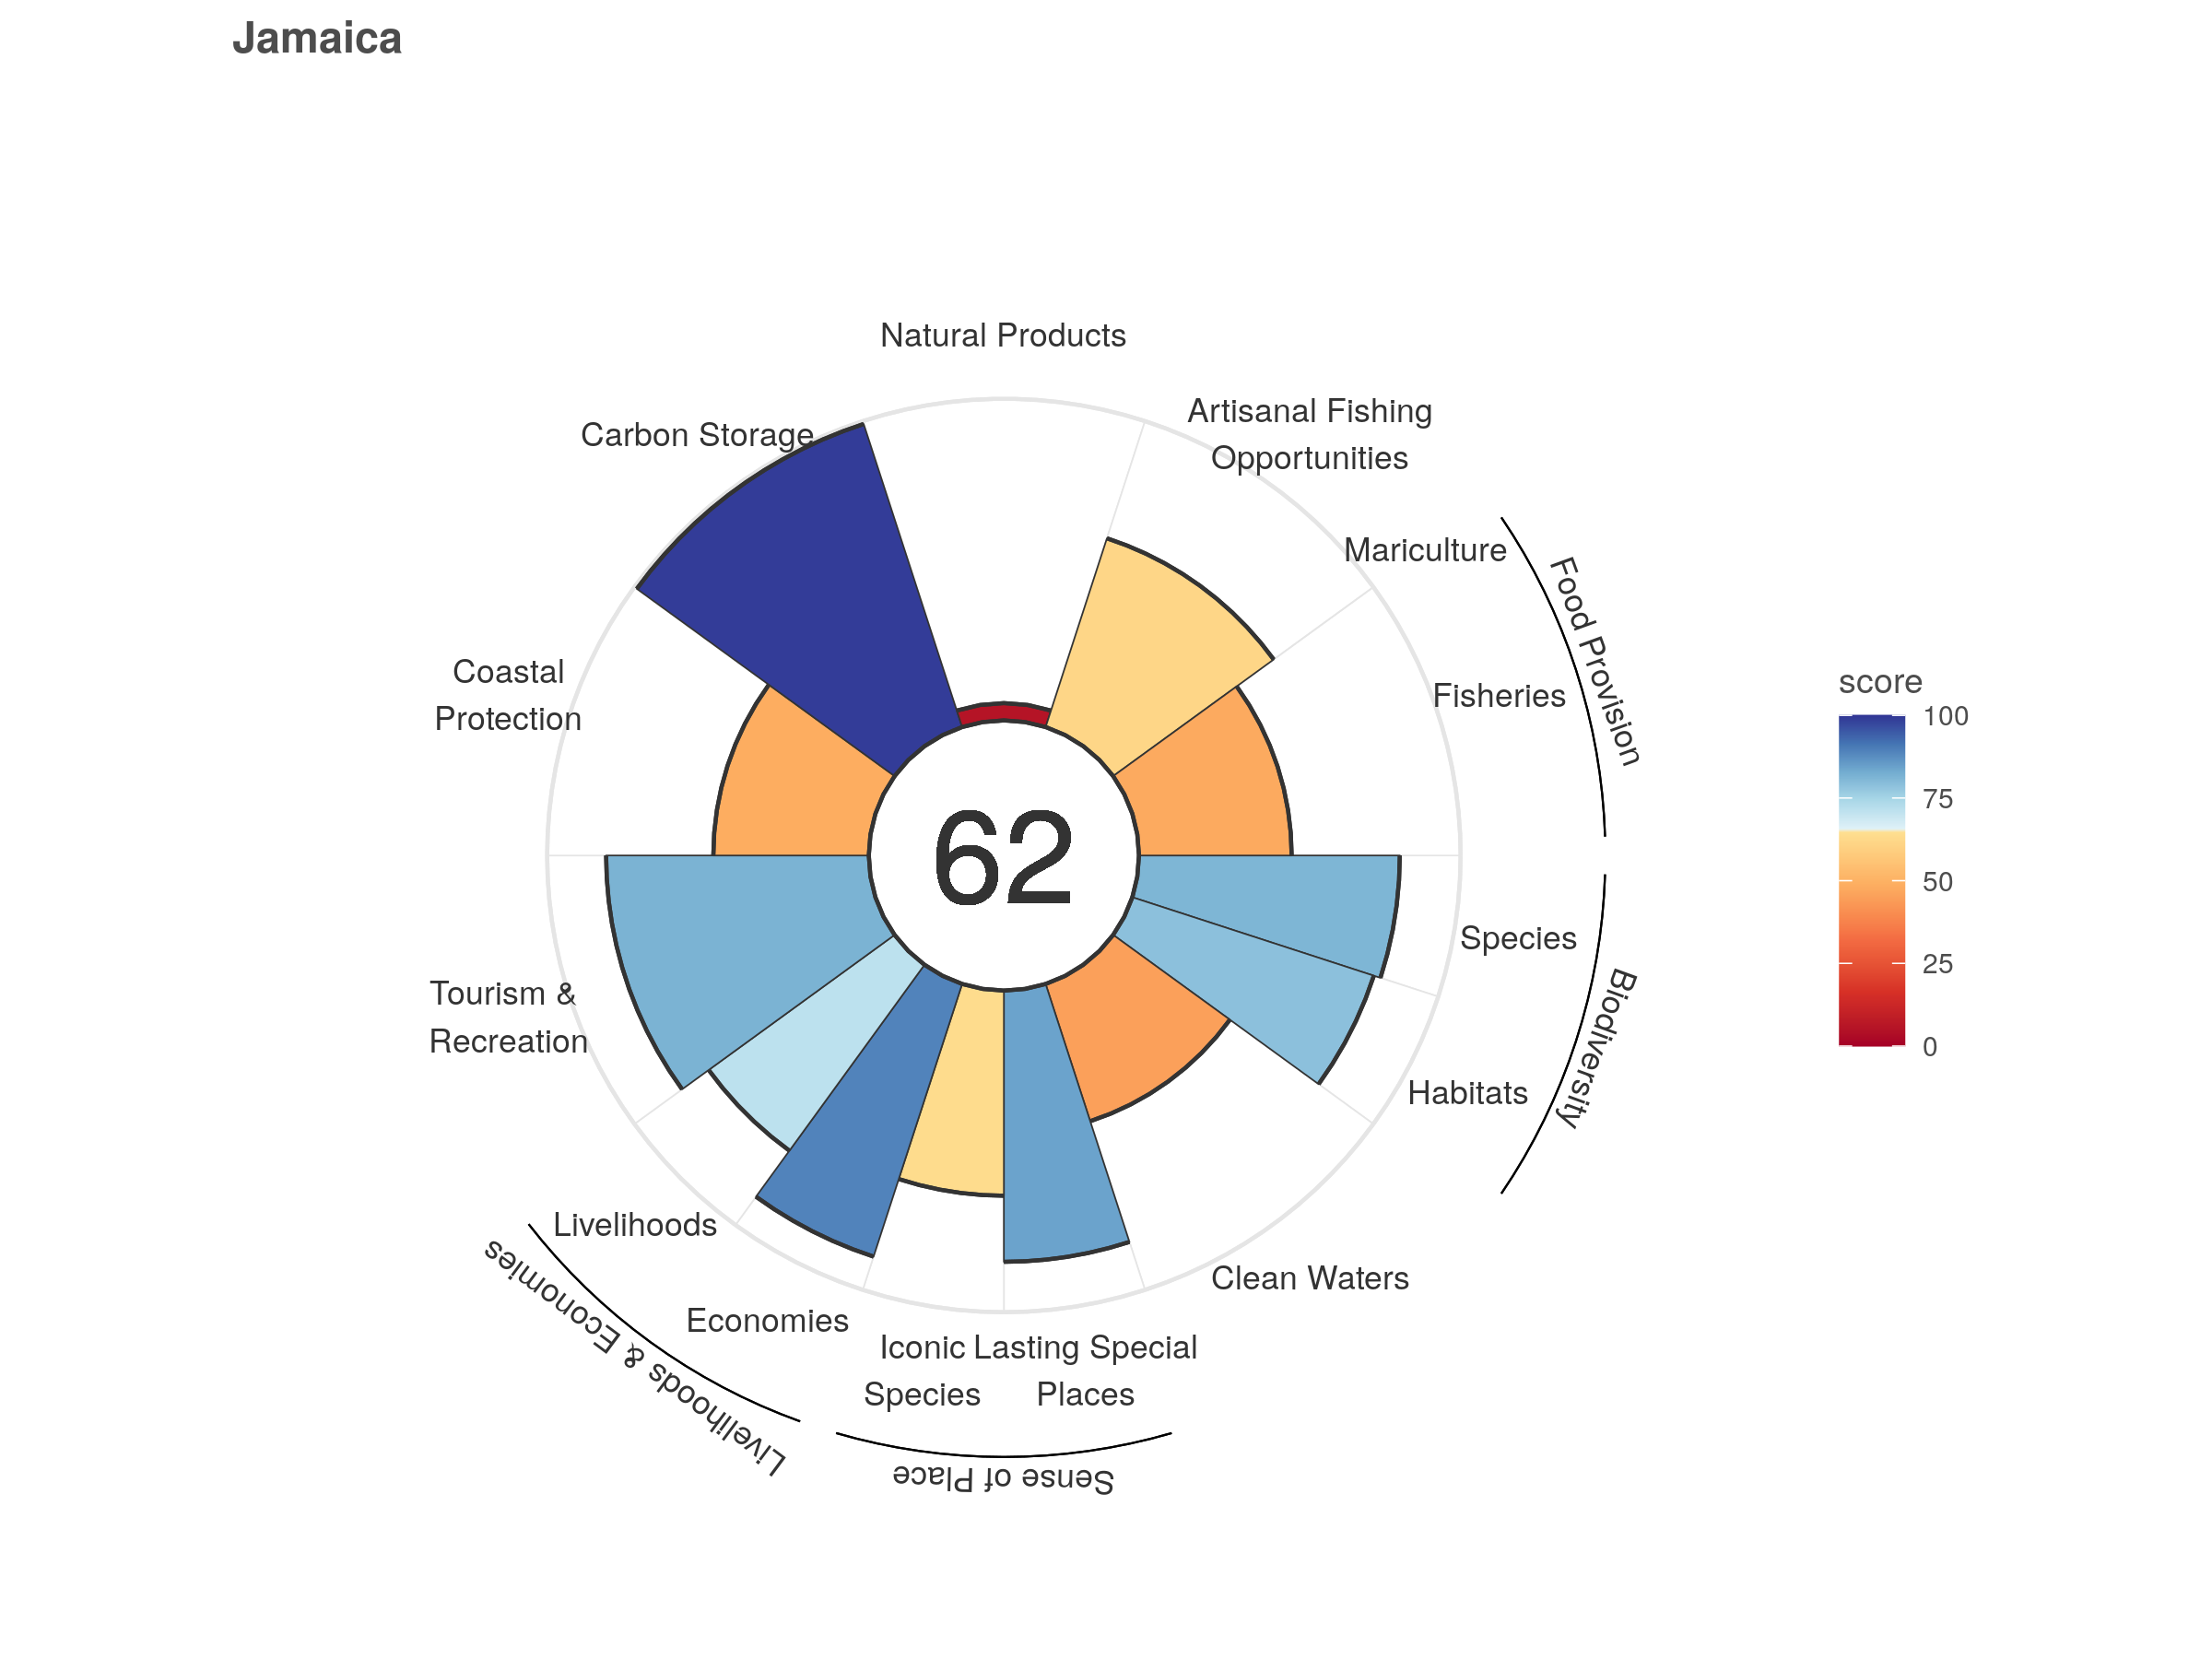 Jamaica
Natural Products
Artisanal Fishing
Opportunities
Carbon Storage
Mariculture
Food Provision
Fisheries
Coastal
Protection
score
100
75
50
25
0
62
Species
Biodiversity
Tourism &
Recreation
Habitats
Livelihoods
Clean Waters
Economies
Livelihoods & Economies
Iconic
Species
Lasting Special
Places
Sense of Place